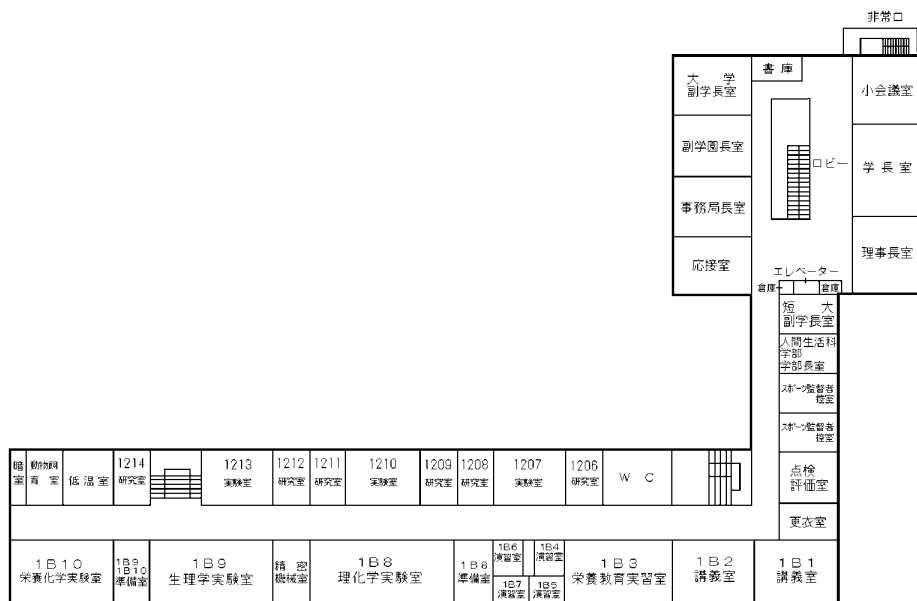 非常口
書 庫
大 学
副学長室
小会議室
副学園長室
ロビー
学 長 室
事務局長室
応接室
理事長室
エレベーター
倉庫
倉庫
短 大
副学長室
人間生活科
学部
学部長室
スポーツ監督者
控室
スポーツ監督者
控室
点検
評価室
更衣室
暗
室
動物飼
育 室
低 温 室
1214
研究室
1213
実験室
1212
研究室
1211
研究室
1210
実験室
1209
研究室
1208
研究室
1207
実験室
1206
研究室
W C
1B10
栄養化学実験室
1B9
1B10
準備室
1B9
生理学実験室
精 密
機械室
1B8
理化学実験室
1B8
準備室
1B6
演習室
1B4
演習室
1B7
演習室
1B5
演習室
1B3
栄養教育実習室
1B2
講義室
1B1
講義室